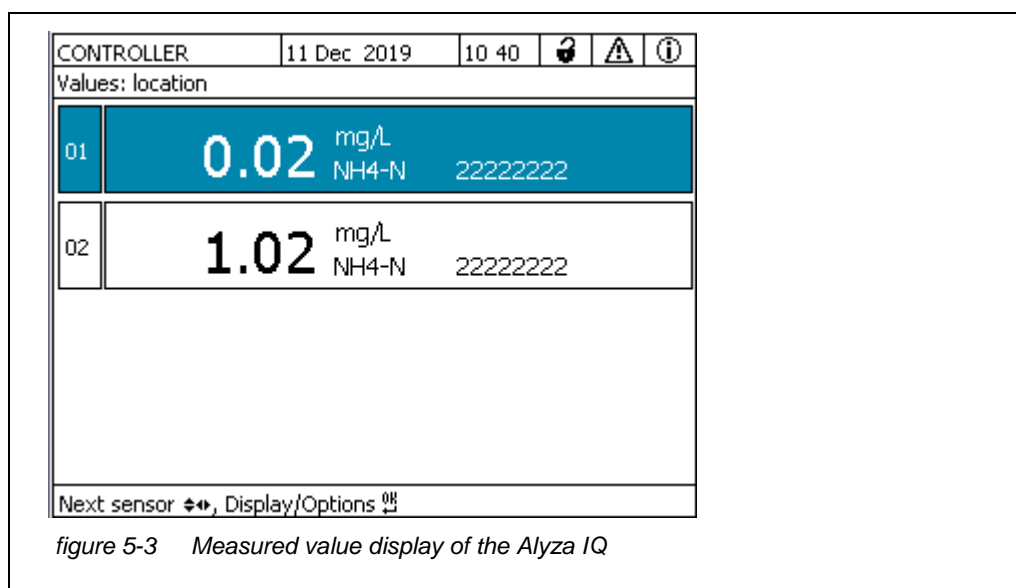 CONTROLLER 11 Dec 2019 10 40
Values: location
01 0.02 mg/L NH4-N 22222222
02 1.02 mg/L NH4-N 22222222
Next sensor , Display/Options OK
figure 5-3 Measured value display of the Alyza IQ